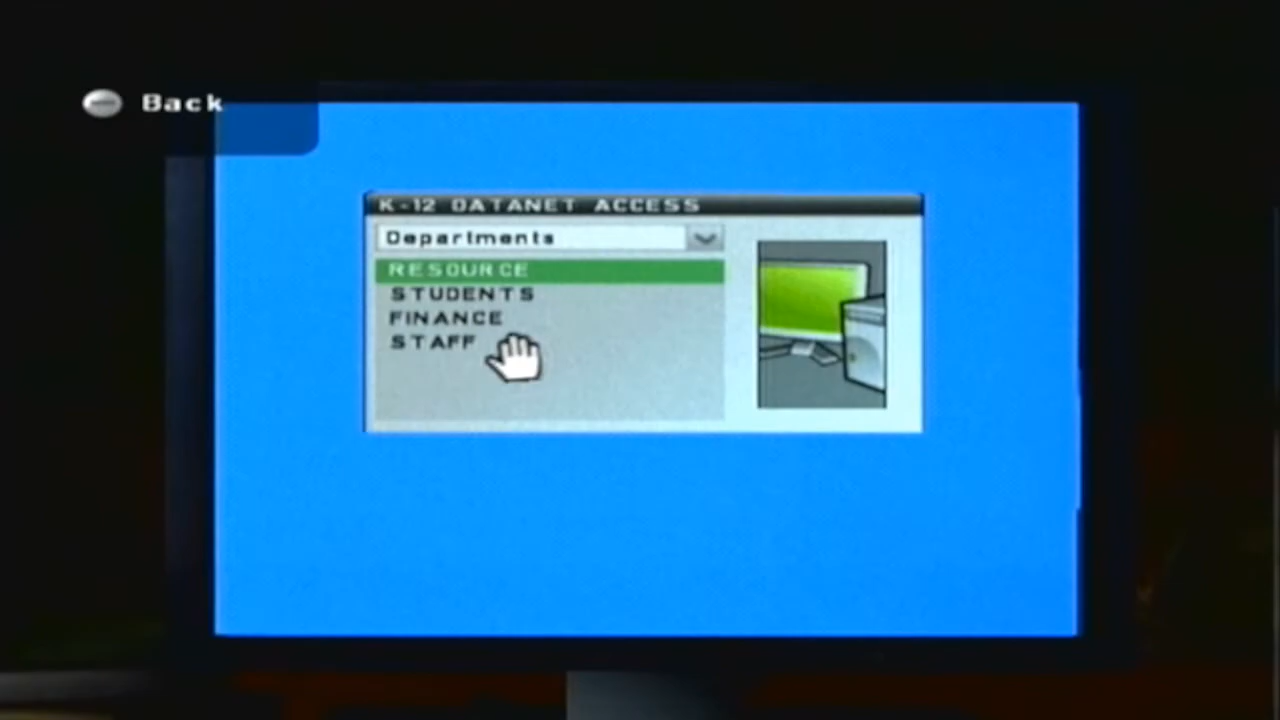 Back
K-12 DATANET ACCESS
Departments
RESOURCE
STUDENTS
FINANCE
STAFF